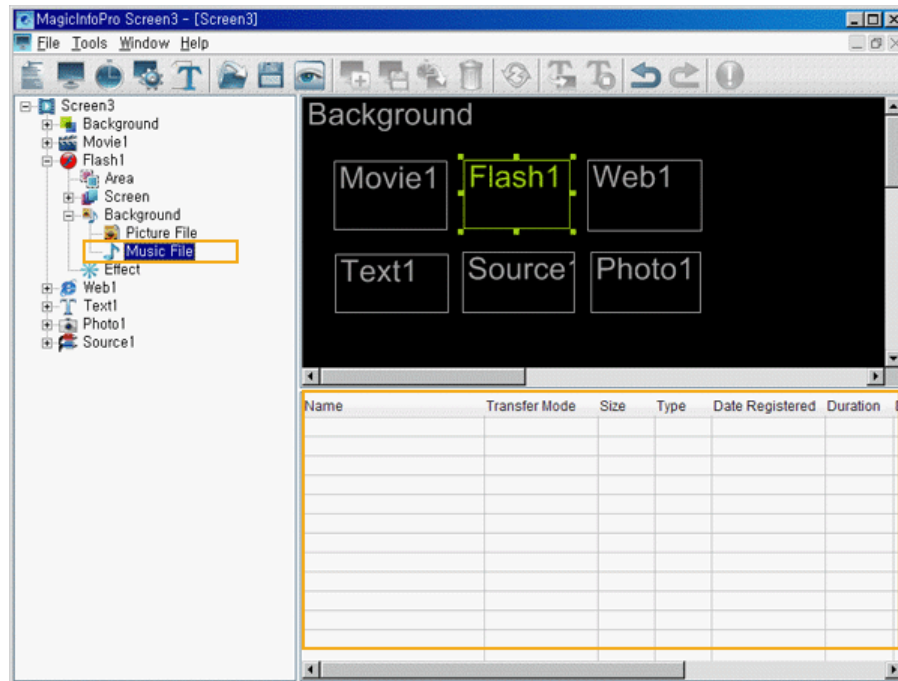 MagicInfoPro Screen3 - [Screen3]
File Tools Window Help
Screen3
Background
Movie1
Flash1
Area
Screen
Background
Picture File
Music File
Effect
Web1
Text1
Photo1
Source1
Background
Movie1 Flash1 Web1
Text1 Source1 Photo1
Name Transfer Mode Size Type Date Registered Duration